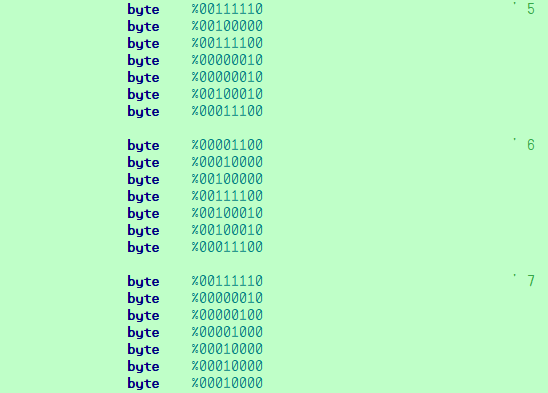 byte %00111110 ' 5
byte %00100000
byte %00111100
byte %00000010
byte %00000010
byte %00100010
byte %00011100
byte %00001100 ' 6
byte %00010000
byte %00100000
byte %00111100
byte %00100010
byte %00100010
byte %00011100
byte %00111110 ' 7
byte %00000010
byte %00000100
byte %00001000
byte %00010000
byte %00010000
byte %00010000